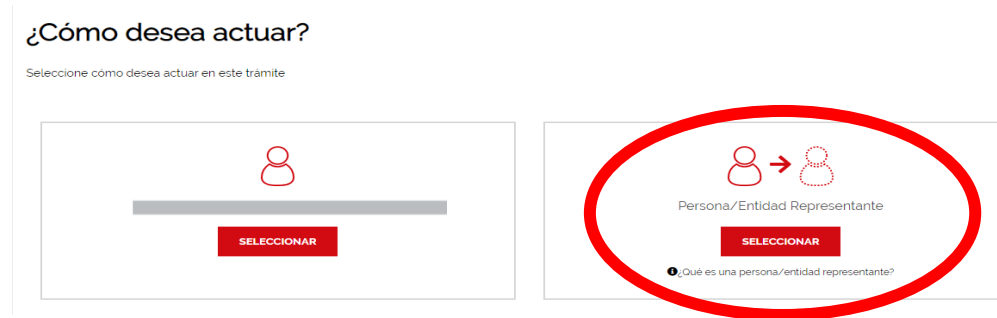 ¿Cómo desea actuar?
Seleccione cómo desea actuar en este trámite
Persona/Entidad Representante
SELECCIONAR
SELECCIONAR
¿Qué es una persona/entidad representante?